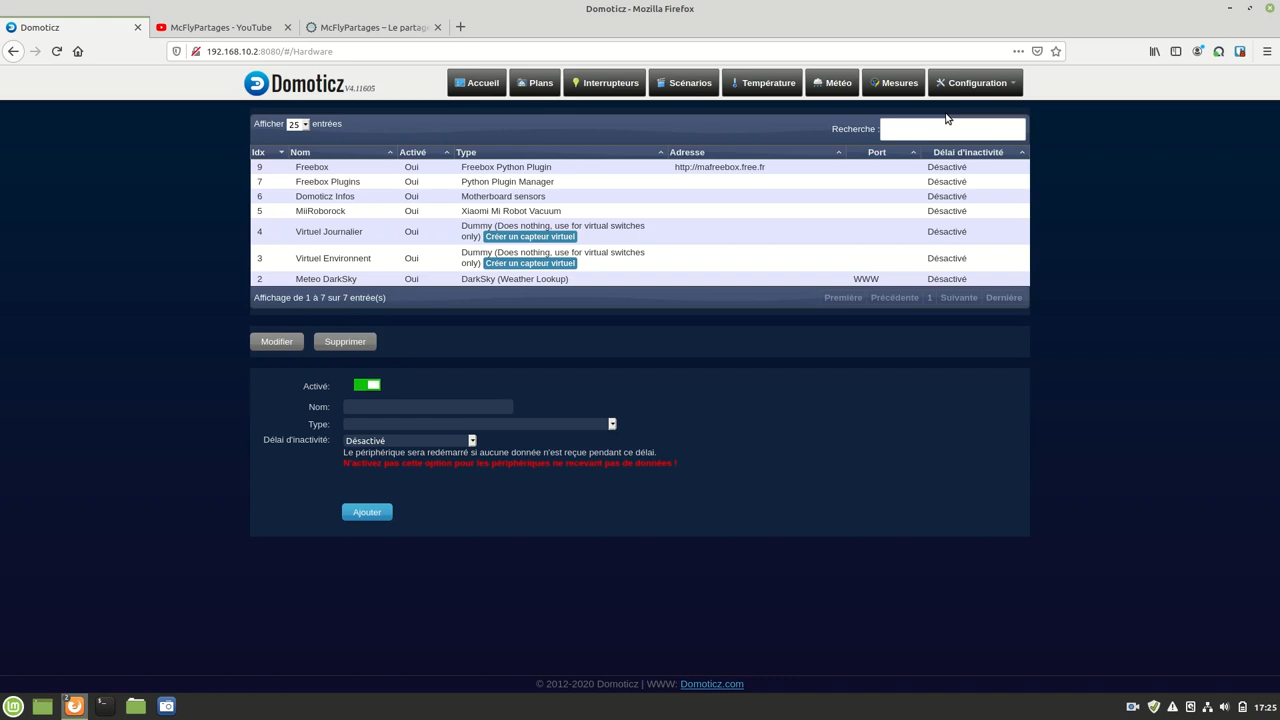 Domoticz - Mozilla Firefox
Domoticz
McFlyPartages - YouTube
McFlyPartages – Le partag
192.168.10.2:8080/#/Hardware
Domoticz V4.11605
Accueil
Plans
Interrupteurs
Scénarios
Température
Météo
Mesures
Configuration
Afficher 25 entrées
Recherche :
Idx Nom Activé Type Adresse Port Délai d'inactivité
9 Freebox Oui Freebox Python Plugin http://mafreebox.free.fr Désactivé
7 Freebox Plugins Oui Python Plugin Manager Désactivé
6 Domoticz Infos Oui Motherboard sensors Désactivé
5 MiiRoborock Oui Xiaomi Mi Robot Vacuum Désactivé
4 Virtuel Journalier Oui Dummy (Does nothing, use for virtual switches
only) Créer un capteur virtuel Désactivé
3 Virtuel Environnent Oui Dummy (Does nothing, use for virtual switches
only) Créer un capteur virtuel Désactivé
2 Meteo DarkSky Oui DarkSky (Weather Lookup) WWW Désactivé
Affichage de 1 à 7 sur 7 entrée(s)
Première Précédente 1 Suivante Dernière
Modifier
Supprimer
Activé:
Nom:
Type:
Délai d'inactivité: Désactivé
Le périphérique sera redémarré si aucune donnée n'est reçue pendant ce délai.
N'activez pas cette option pour les périphériques ne recevant pas de données !
Ajouter
© 2012-2020 Domoticz | WWW: Domoticz.com
2
17:25